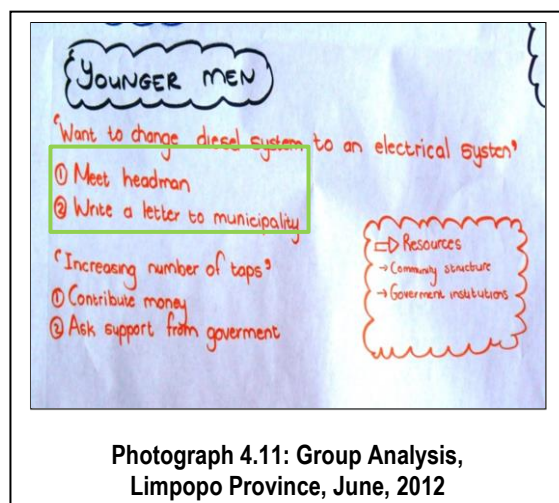 YOUNGER MEN
"Want to change diesel system to an electrical system"
① Meet headman
② Write a letter to municipality
"Increasing number of taps"
① Contribute money
② Ask support from goverment
⇨ Resources
→ Community structure
→ Goverment institutions
Photograph 4.11: Group Analysis,
Limpopo Province, June, 2012